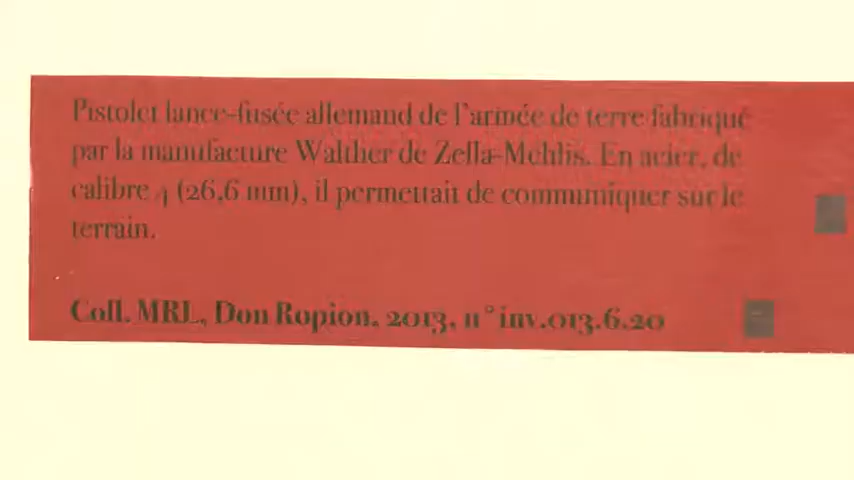 Pistolet lance-fusée allemand de l'armée de terre fabriqué
par la manufacture Walther de Zella-Mehlis. En acier, de
calibre 4 (26,6 mm), il permettait de communiquer sur le
terrain.
Coll. MRL, Don Ropion, 2013, n° inv.013.6.20